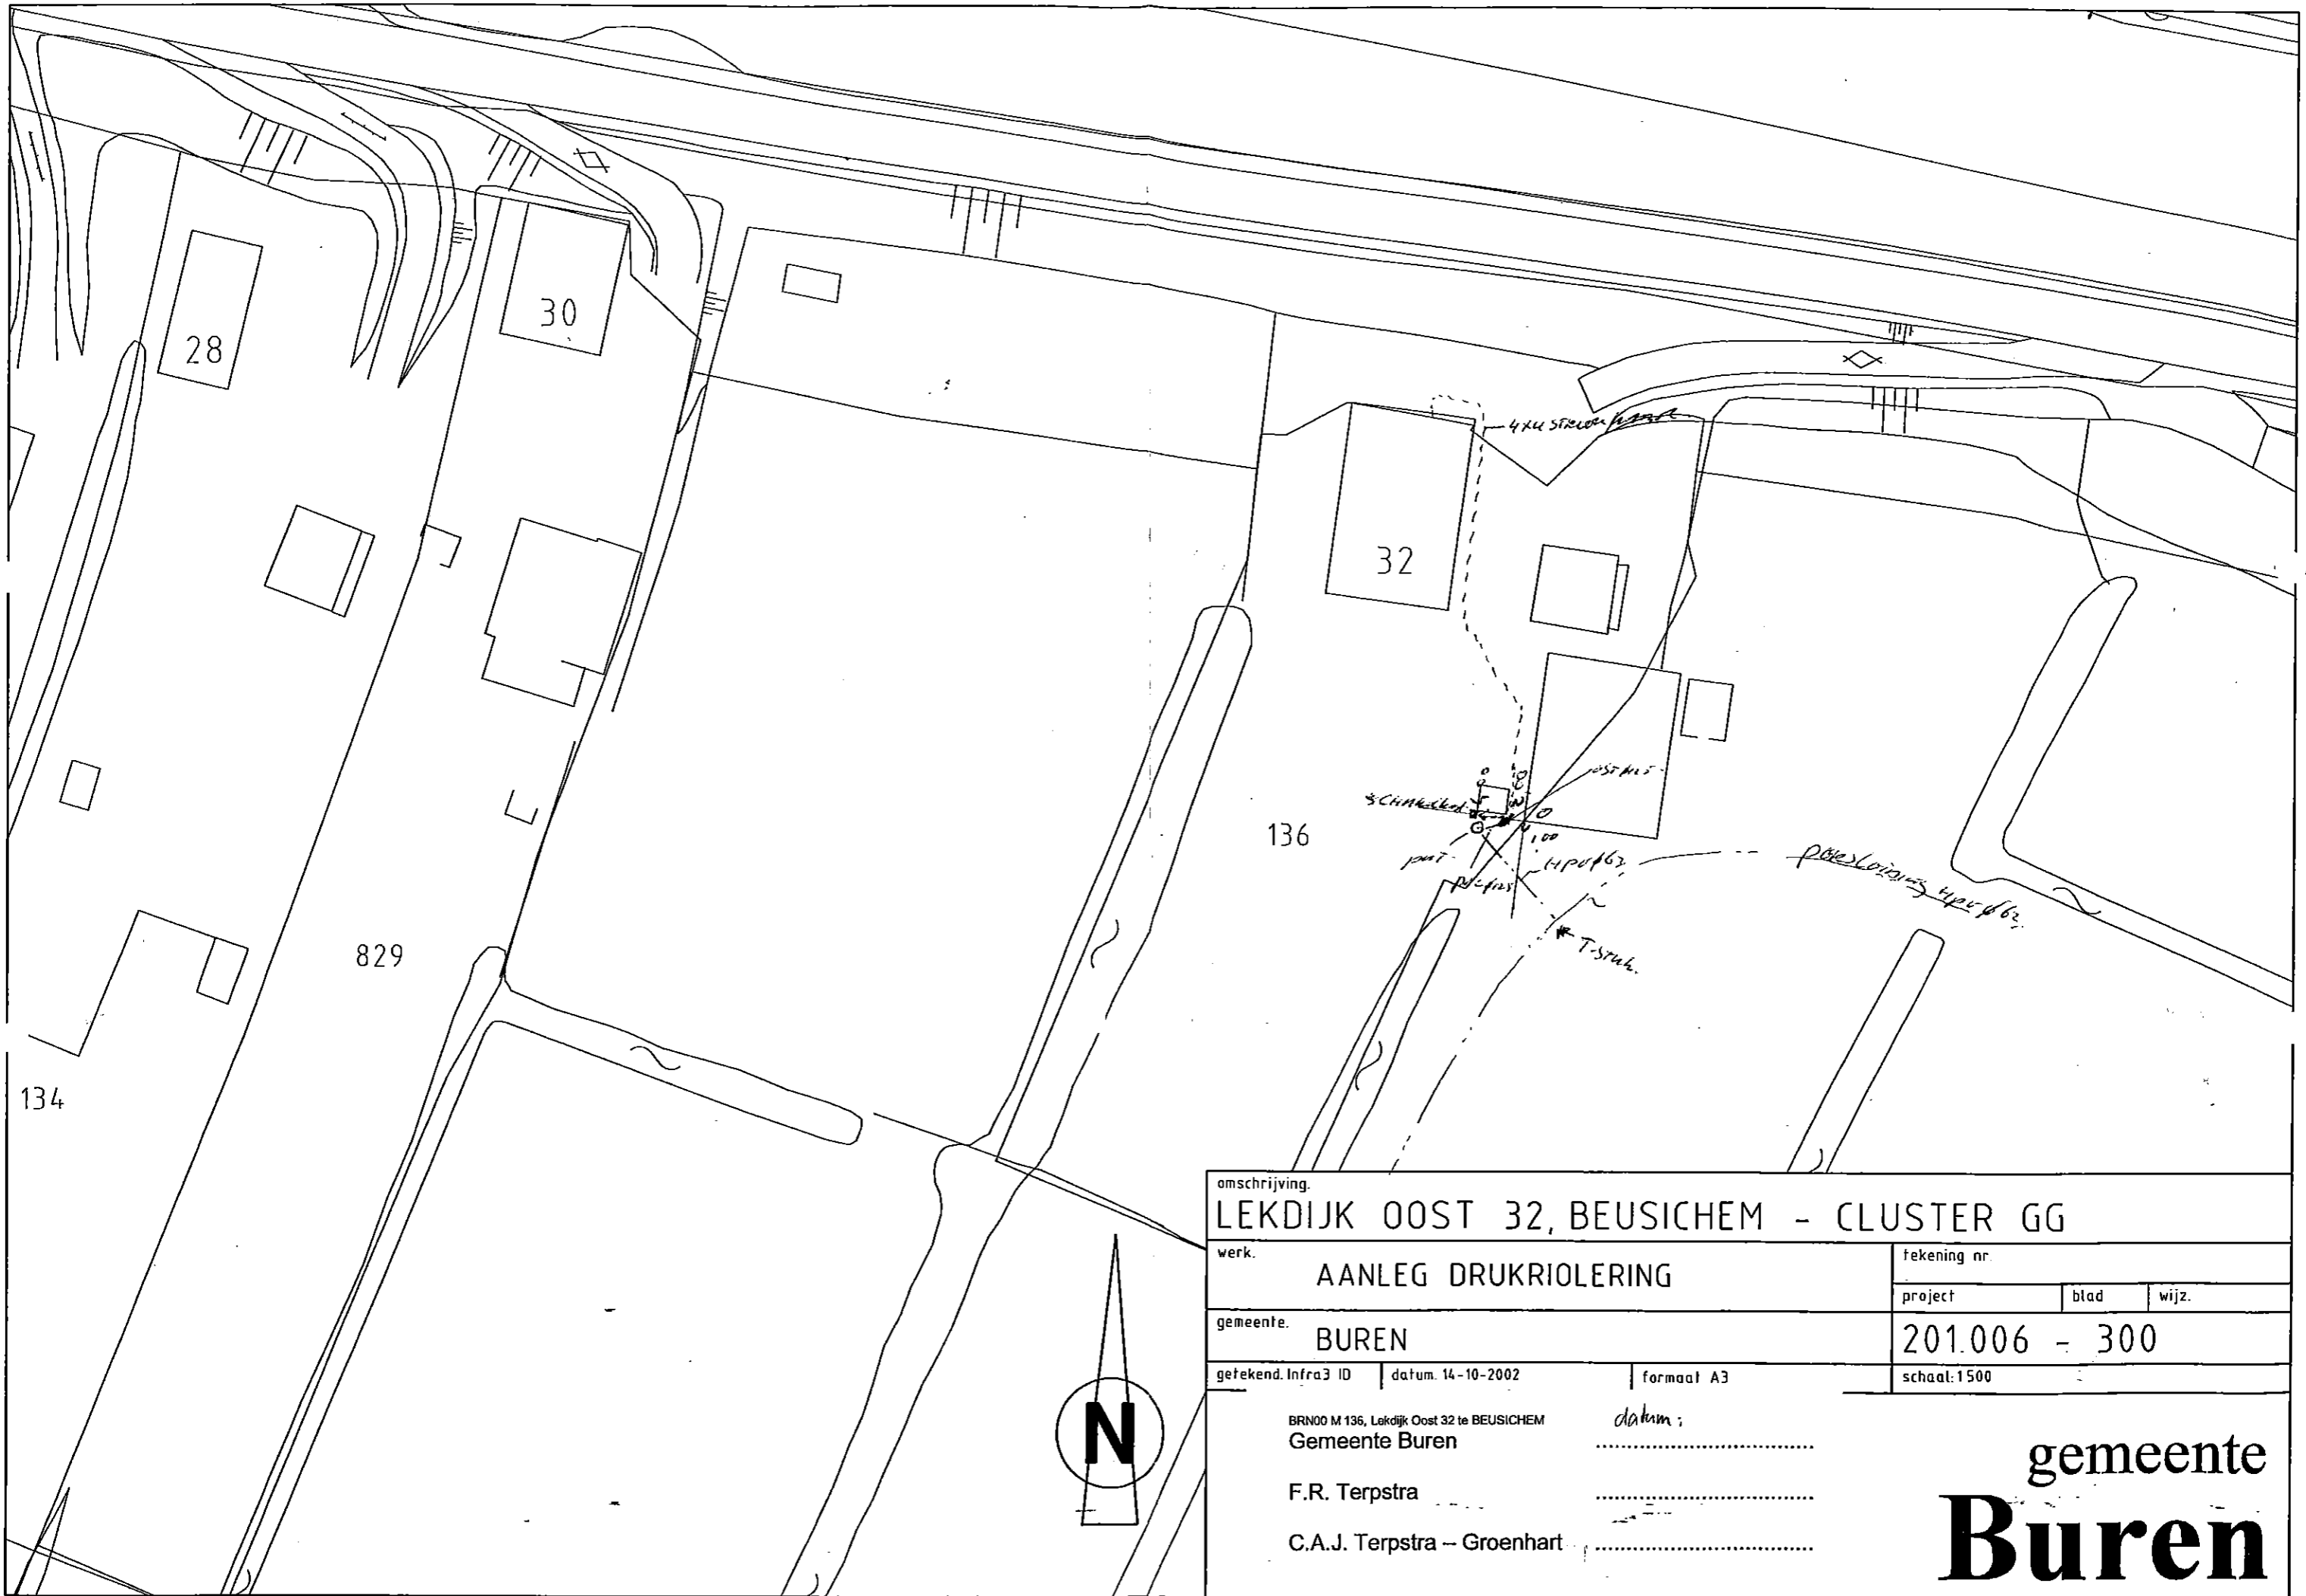 28
30
32
136
put
HPVφ63
persleiding HPVφ63
T-stuk.
829
134
omschrijving.
LEKDIJK OOST 32, BEUSICHEM - CLUSTER GG
werk.
AANLEG DRUKRIOLERING
tekening nr.
project blad wijz.
gemeente.
BUREN
201.006 - 300
getekend. Infra3 ID datum. 14-10-2002 formaat A3 schaal: 1 500
BRN00 M 136, Lekdijk Oost 32 te BEUSICHEM
datum:
Gemeente Buren
F.R. Terpstra
C.A.J. Terpstra – Groenhart
N
gemeente
Buren